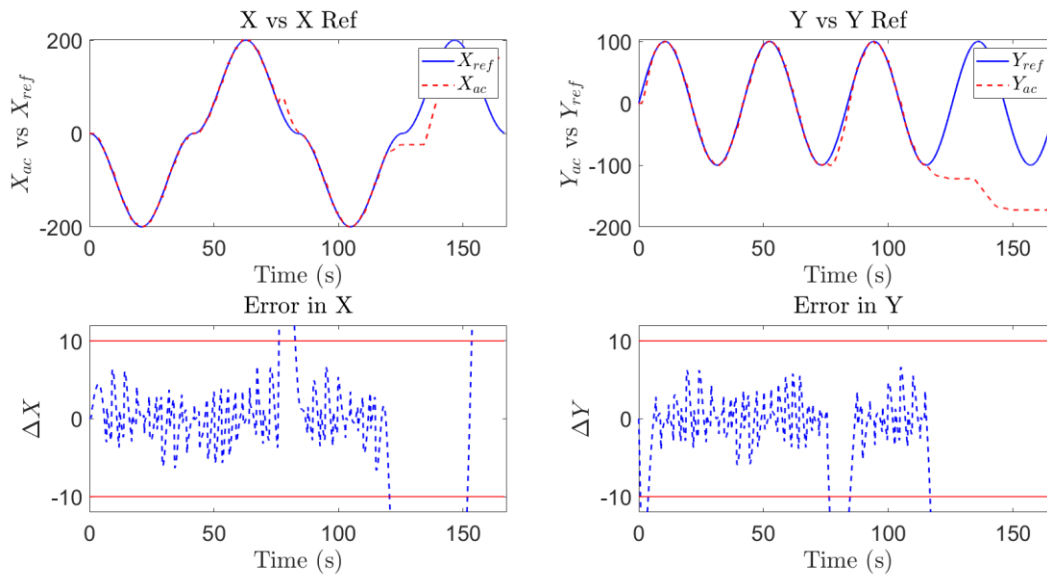 X vs X Ref
X_ac vs X_ref
200
0
-200
X_ref
X_ac
0
50
100
150
Time (s)
Y vs Y Ref
Y_ac vs Y_ref
100
0
-100
-200
Y_ref
Y_ac
0
50
100
150
Time (s)
Error in X
ΔX
10
0
-10
0
50
100
150
Time (s)
Error in Y
ΔY
10
0
-10
0
50
100
150
Time (s)